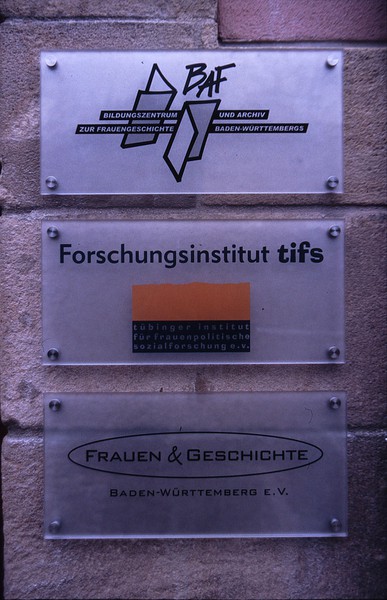 BAF
BILDUNGSZENTRUM UND ARCHIV
ZUR FRAUENGESCHICHTE BADEN-WÜRTTEMBERGS
Forschungsinstitut tifs
tübinger institut
für frauenpolitische
sozialforschung e.v.
FRAUEN & GESCHICHTE
BADEN-WÜRTTEMBERG E.V.